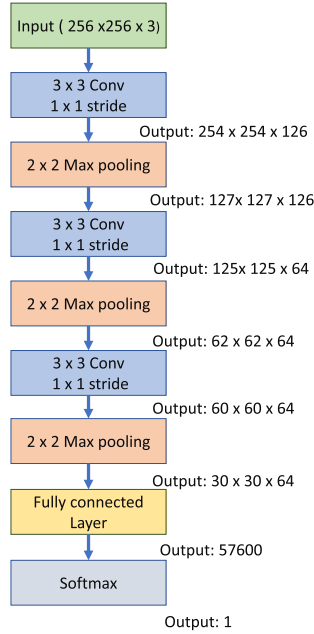 Input ( 256 x256 x 3)
3 x 3 Conv
1 x 1 stride
Output: 254 x 254 x 126
2 x 2 Max pooling
Output: 127x 127 x 126
3 x 3 Conv
1 x 1 stride
Output: 125x 125 x 64
2 x 2 Max pooling
Output: 62 x 62 x 64
3 x 3 Conv
1 x 1 stride
Output: 60 x 60 x 64
2 x 2 Max pooling
Output: 30 x 30 x 64
Fully connected
Layer
Output: 57600
Softmax
Output: 1